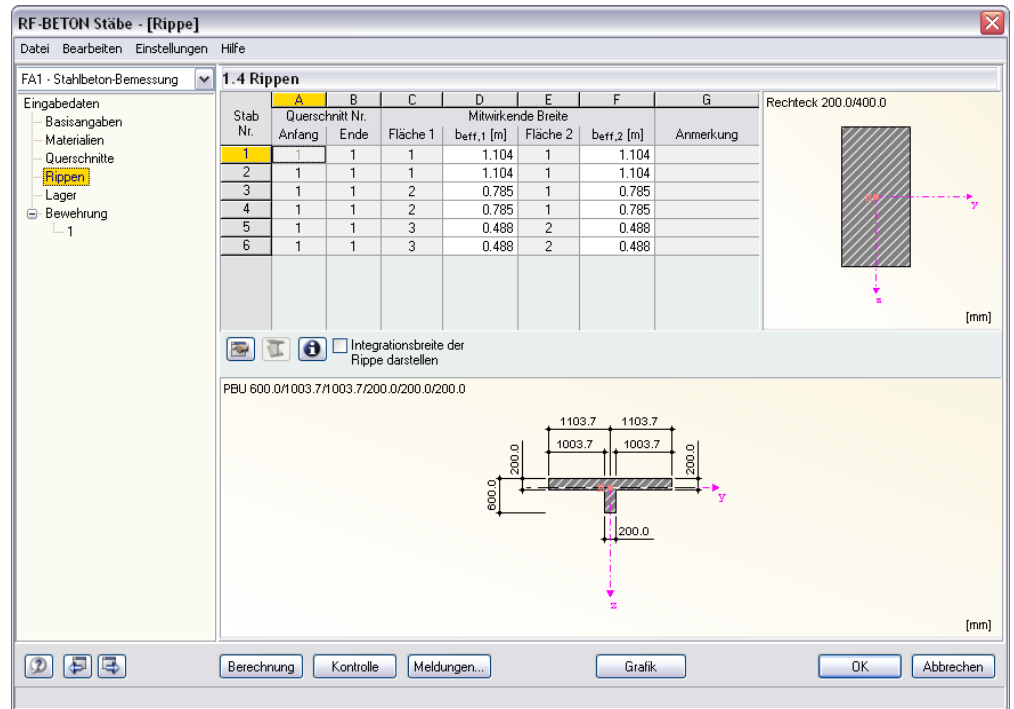 RF-BETON Stäbe - [Rippe]
Datei Bearbeiten Einstellungen Hilfe
FA1 - Stahlbeton-Bemessung
Eingabedaten
Basisangaben
Materialien
Querschnitte
Rippen
Lager
Bewehrung
1
1.4 Rippen
A B C D E F G
Stab Querschnitt Nr. Mitwirkende Breite
Nr. Anfang Ende Fläche 1 beff,1 [m] Fläche 2 beff,2 [m] Anmerkung
1 1 1 1 1.104 1 1.104
2 1 1 1 1.104 1 1.104
3 1 1 2 0.785 1 0.785
4 1 1 2 0.785 1 0.785
5 1 1 3 0.488 2 0.488
6 1 1 3 0.488 2 0.488
Rechteck 200.0/400.0
y
z
[mm]
Integrationsbreite der
Rippe darstellen
PBU 600.0/1003.7/1003.7/200.0/200.0/200.0
1103.7 1103.7
1003.7 1003.7
200.0
200.0
600.0
y
200.0
z
[mm]
Berechnung Kontrolle Meldungen... Grafik OK Abbrechen